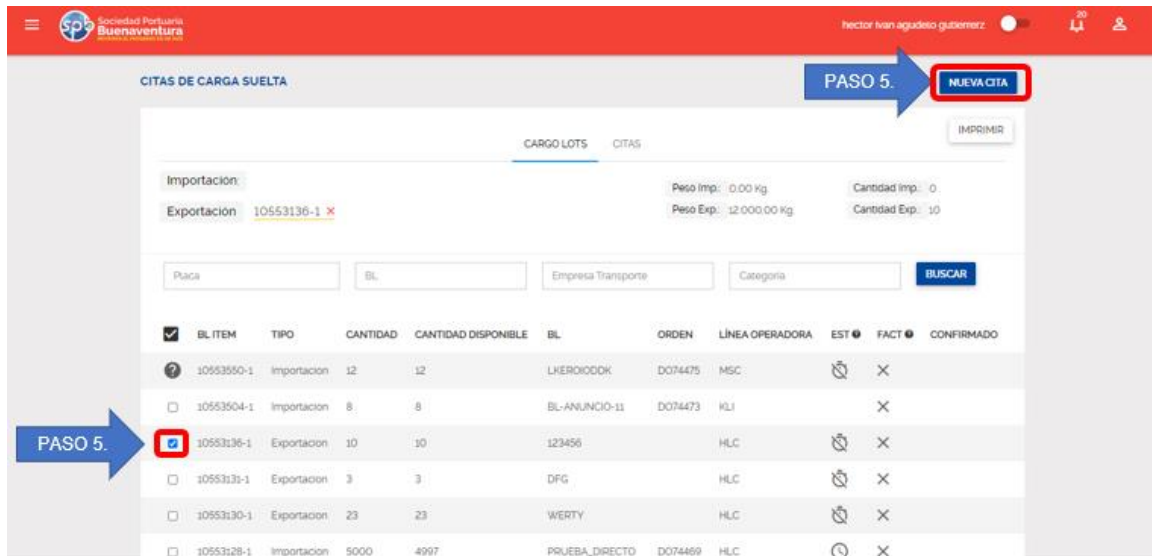 Sociedad Portuaria
Buenaventura
hector ivan agudelo gutierrerz
20
CITAS DE CARGA SUELTA
PASO 5.
NUEVA CITA
IMPRIMIR
CARGO LOTS CITAS
Importación:
Peso Imp.: 0.00 Kg. Cantidad Imp.: 0
Exportación 10553136-1 ×
Peso Exp.: 12.000.00 Kg. Cantidad Exp.: 10
Placa BL Empresa Transporte Categoria BUSCAR
BL ITEM TIPO CANTIDAD CANTIDAD DISPONIBLE BL ORDEN LÍNEA OPERADORA EST FACT CONFIRMADO
10553550-1 Importacion 12 12 LKEROIODDK DO74475 MSC
10553504-1 Importacion 8 8 BL-ANUNCIO-11 DO74473 KLI
PASO 5.
10553136-1 Exportacion 10 10 123456 HLC
10553131-1 Exportacion 3 3 DFG HLC
10553130-1 Exportacion 23 23 WERTY HLC
10553128-1 Importacion 5000 4997 PRUEBA_DIRECTO DO74469 HLC